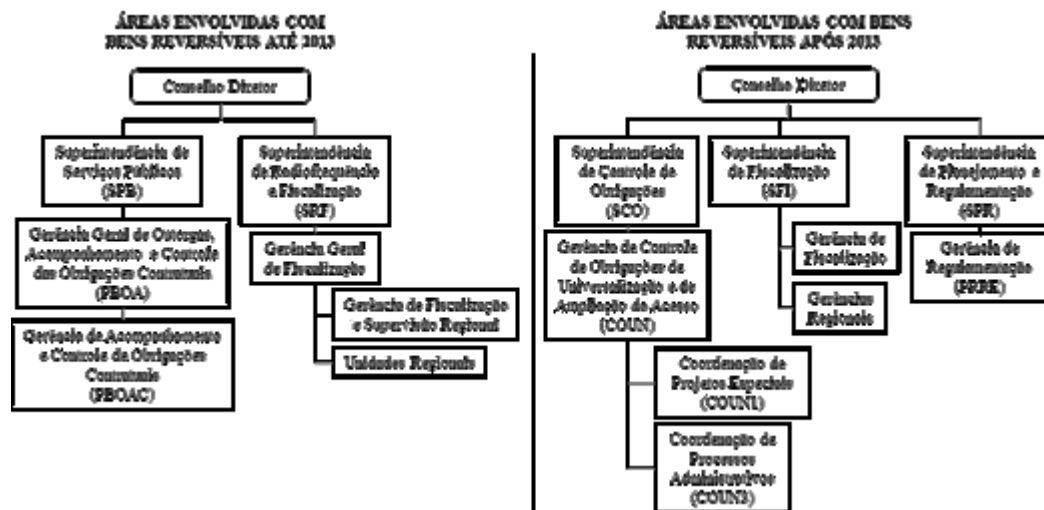 ÁREAS ENVOLVIDAS COM
BENS REVERSÍVEIS ATÉ 2013
Conselho Diretor
Superintendência de
Serviços Públicos
(SPB)
Superintendência
de Radiofrequência
e Fiscalização
(SRF)
Gerência Geral de Outorga,
Acompanhamento e Controle
das Obrigações Contratuais
(PBOA)
Gerência Geral
de Fiscalização
Gerência de Fiscalização
e Supervisão Regional
Unidades Regionais
Gerência de Acompanhamento
e Controle de Obrigações
Contratuais
(PBOAC)
ÁREAS ENVOLVIDAS COM BENS
REVERSÍVEIS APÓS 2013
Conselho Diretor
Superintendência
de Controle de
Obrigações
(SCO)
Superintendência
de Fiscalização
(SFI)
Superintendência
de Planejamento e
Regulamentação
(SPR)
Gerência de Controle
de Obrigações de
Universalização e de
Ampliação do Acesso
(COUN)
Gerência de
Fiscalização
Gerências
Regionais
Gerência de
Regulamentação
(PRRE)
Coordenação de
Projetos Especiais
(COUN1)
Coordenação de
Processos
Administrativos